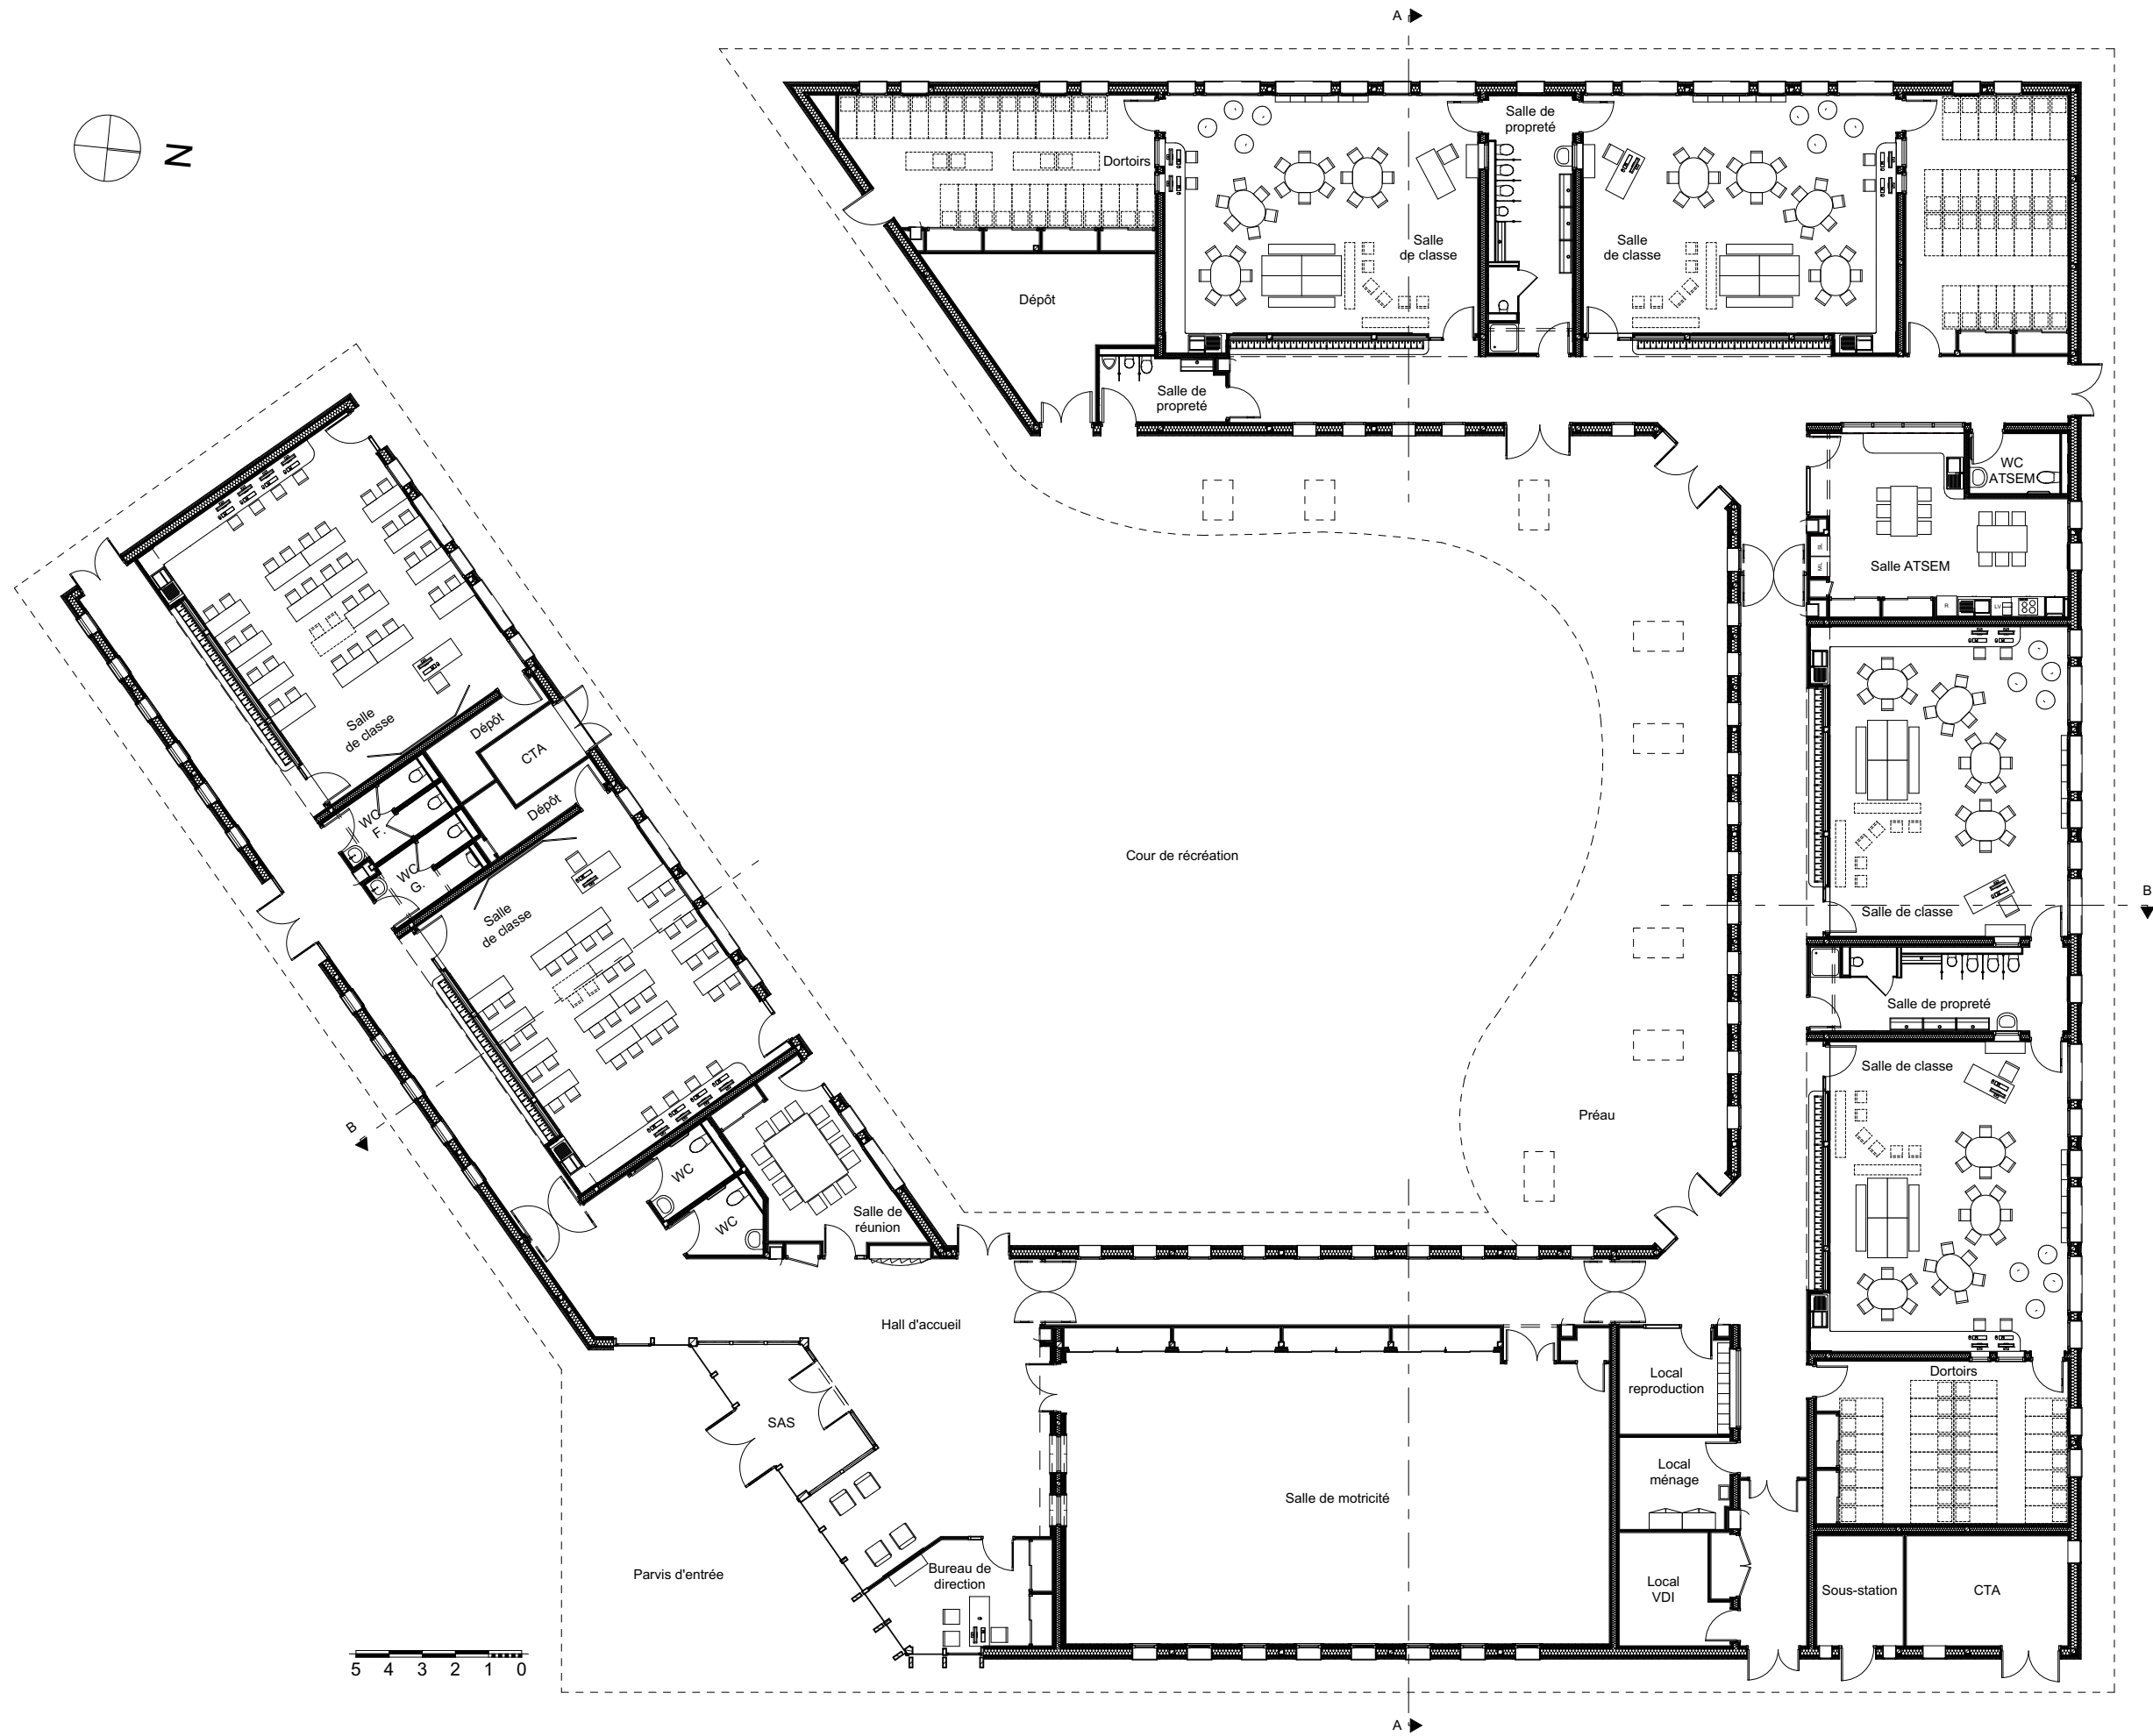 A
N
Salle de
propreté
Dortoirs
Salle
de classe
Salle
de classe
Dépôt
Salle de
propreté
WC
ATSEM
SL
ML
Salle ATSEM
R
LV
Salle
de classe
Dépôt
CTA
Dépôt
WC
F.
WC
G.
Salle
de classe
Cour de récréation
B
Salle de classe
Salle de propreté
Salle de classe
Préau
B
WC
WC
Salle de
réunion
Hall d'accueil
SAS
Local
reproduction
Dortoirs
Local
ménage
Salle de motricité
Parvis d'entrée
Bureau de
direction
Local
VDI
Sous-station
CTA
5 4 3 2 1 0
A